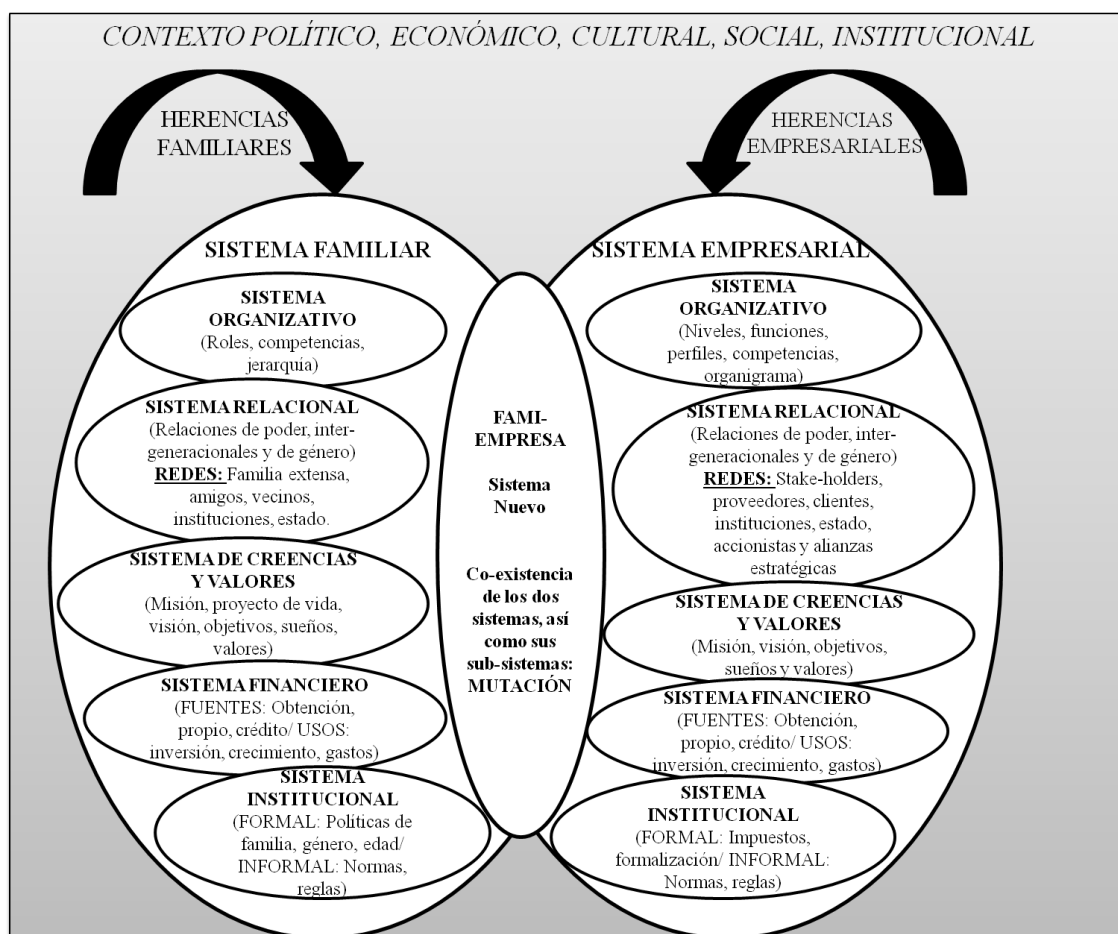 CONTEXTO POLÍTICO, ECONÓMICO, CULTURAL, SOCIAL, INSTITUCIONAL
HERENCIAS
FAMILIARES
HERENCIAS
EMPRESARIALES
SISTEMA FAMILIAR
SISTEMA
ORGANIZATIVO
(Roles, competencias,
jerarquía)
SISTEMA RELACIONAL
(Relaciones de poder, inter-
generacionales y de género)
REDES: Familia extensa,
amigos, vecinos,
instituciones, estado.
SISTEMA DE CREENCIAS
Y VALORES
(Misión, proyecto de vida,
visión, objetivos, sueños,
valores)
SISTEMA FINANCIERO
(FUENTES: Obtención,
propio, crédito/ USOS:
inversión, crecimiento, gastos)
SISTEMA
INSTITUCIONAL
(FORMAL: Políticas de
familia, género, edad/
INFORMAL: Normas,
reglas)
FAMI-
EMPRESA
Sistema
Nuevo
Co-existencia
de los dos
sistemas, así
como sus
sub-sistemas:
MUTACIÓN
SISTEMA EMPRESARIAL
SISTEMA
ORGANIZATIVO
(Niveles, funciones,
perfiles, competencias,
organigrama)
SISTEMA RELACIONAL
(Relaciones de poder, inter-
generacionales y de género)
REDES: Stake-holders,
proveedores, clientes,
instituciones, estado,
accionistas y alianzas
estratégicas
SISTEMA DE CREENCIAS
Y VALORES
(Misión, visión, objetivos,
sueños y valores)
SISTEMA FINANCIERO
(FUENTES: Obtención,
propio, crédito/ USOS:
inversión, crecimiento, gastos)
SISTEMA
INSTITUCIONAL
(FORMAL: Impuestos,
formalización/ INFORMAL:
Normas, reglas)